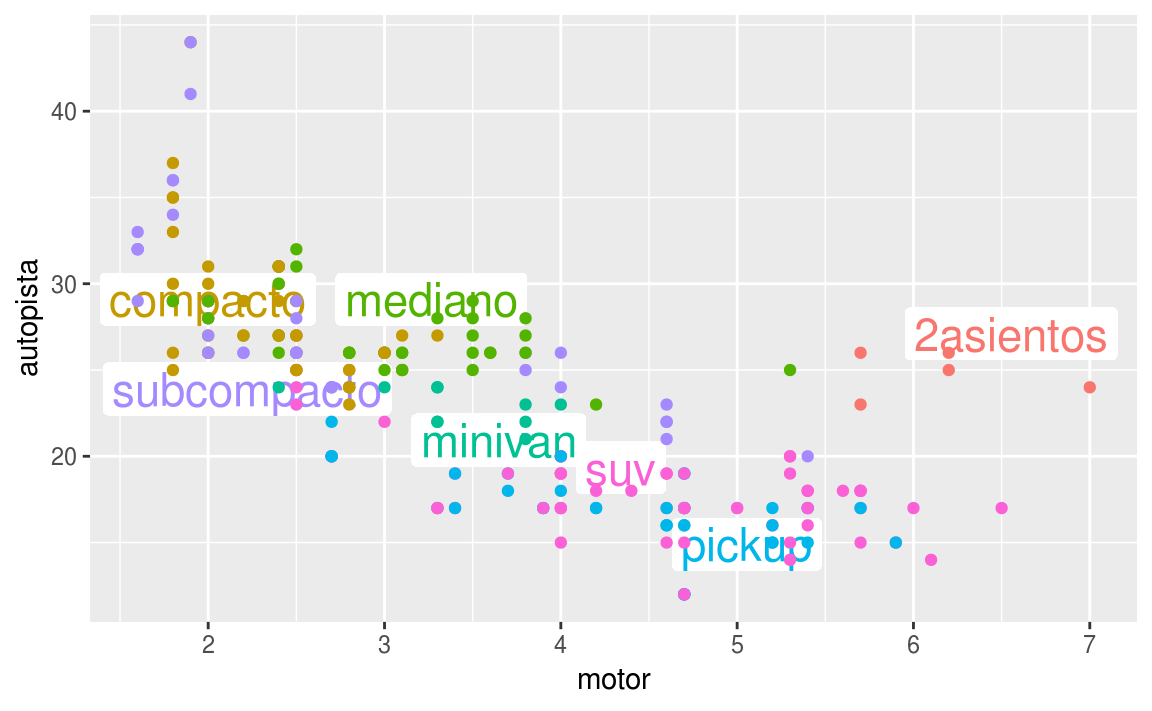 autopista
40
30
20
compacto
mediano
2asientos
subcompacto
minivan
suv
pickup
2 3 4 5 6 7
motor